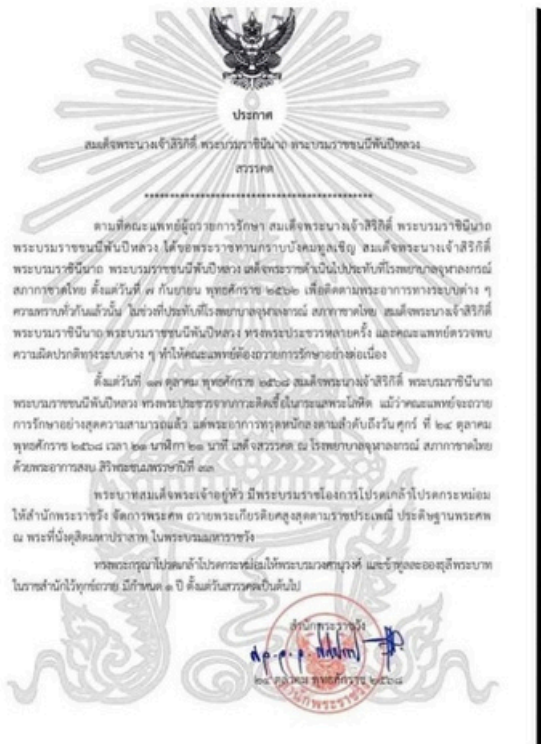 ประกาศ
สมเด็จพระนางเจ้าสิริกิติ์ พระบรมราชินีนาถ พระบรมราชชนนีพันปีหลวง
สวรรคต
********************************************
ตามที่คณะแพทย์ผู้ถวายการรักษา สมเด็จพระนางเจ้าสิริกิติ์ พระบรมราชินีนาถ
พระบรมราชชนนีพันปีหลวง ได้ขอพระราชทานกราบบังคมทูลเชิญ สมเด็จพระนางเจ้าสิริกิติ์
พระบรมราชินีนาถ พระบรมราชชนนีพันปีหลวง เสด็จพระราชดำเนินไปประทับที่โรงพยาบาลจุฬาลงกรณ์
สภากาชาดไทย ตั้งแต่วันที่ ๗ กันยายน พุทธศักราช ๒๕๖๒ เพื่อติดตามพระอาการทางระบบต่าง ๆ
ความทราบทั่วกันแล้วนั้น ในช่วงที่ประทับที่โรงพยาบาลจุฬาลงกรณ์ สภากาชาดไทย สมเด็จพระนางเจ้าสิริกิติ์
พระบรมราชินีนาถ พระบรมราชชนนีพันปีหลวง ทรงพระประชวรหลายครั้ง และคณะแพทย์ตรวจพบ
ความผิดปรกติทางระบบต่าง ๆ ทำให้คณะแพทย์ต้องถวายการรักษาอย่างต่อเนื่อง
ตั้งแต่วันที่ ๑๗ ตุลาคม พุทธศักราช ๒๕๖๘ สมเด็จพระนางเจ้าสิริกิติ์ พระบรมราชินีนาถ
พระบรมราชชนนีพันปีหลวง ทรงพระประชวรจากภาวะติดเชื้อในกระแสพระโลหิต แม้ว่าคณะแพทย์จะถวาย
การรักษาอย่างสุดความสามารถแล้ว แต่พระอาการทรุดหนักลงตามลำดับถึงวันศุกร์ ที่ ๒๔ ตุลาคม
พุทธศักราช ๒๕๖๘ เวลา ๒๑ นาฬิกา ๒๑ นาที เสด็จสวรรคต ณ โรงพยาบาลจุฬาลงกรณ์ สภากาชาดไทย
ด้วยพระอาการสงบ สิริพระชนมพรรษาปีที่ ๙๓
พระบาทสมเด็จพระเจ้าอยู่หัว มีพระบรมราชโองการโปรดเกล้าโปรดกระหม่อม
ให้สำนักพระราชวัง จัดการพระศพ ถวายพระเกียรติยศสูงสุดตามราชประเพณี ประดิษฐานพระศพ
ณ พระที่นั่งดุสิตมหาปราสาท ในพระบรมมหาราชวัง
ทรงพระกรุณาโปรดเกล้าโปรดกระหม่อมให้พระบรมวงศานุวงศ์ และข้าทูลละอองธุลีพระบาท
ในราชสำนักไว้ทุกข์ถวาย มีกำหนด ๑ ปี ตั้งแต่วันสวรรคตเป็นต้นไป
สำนักพระราชวัง
๒๔ ตุลาคม พุทธศักราช ๒๕๖๘
สำนักพระราชวัง